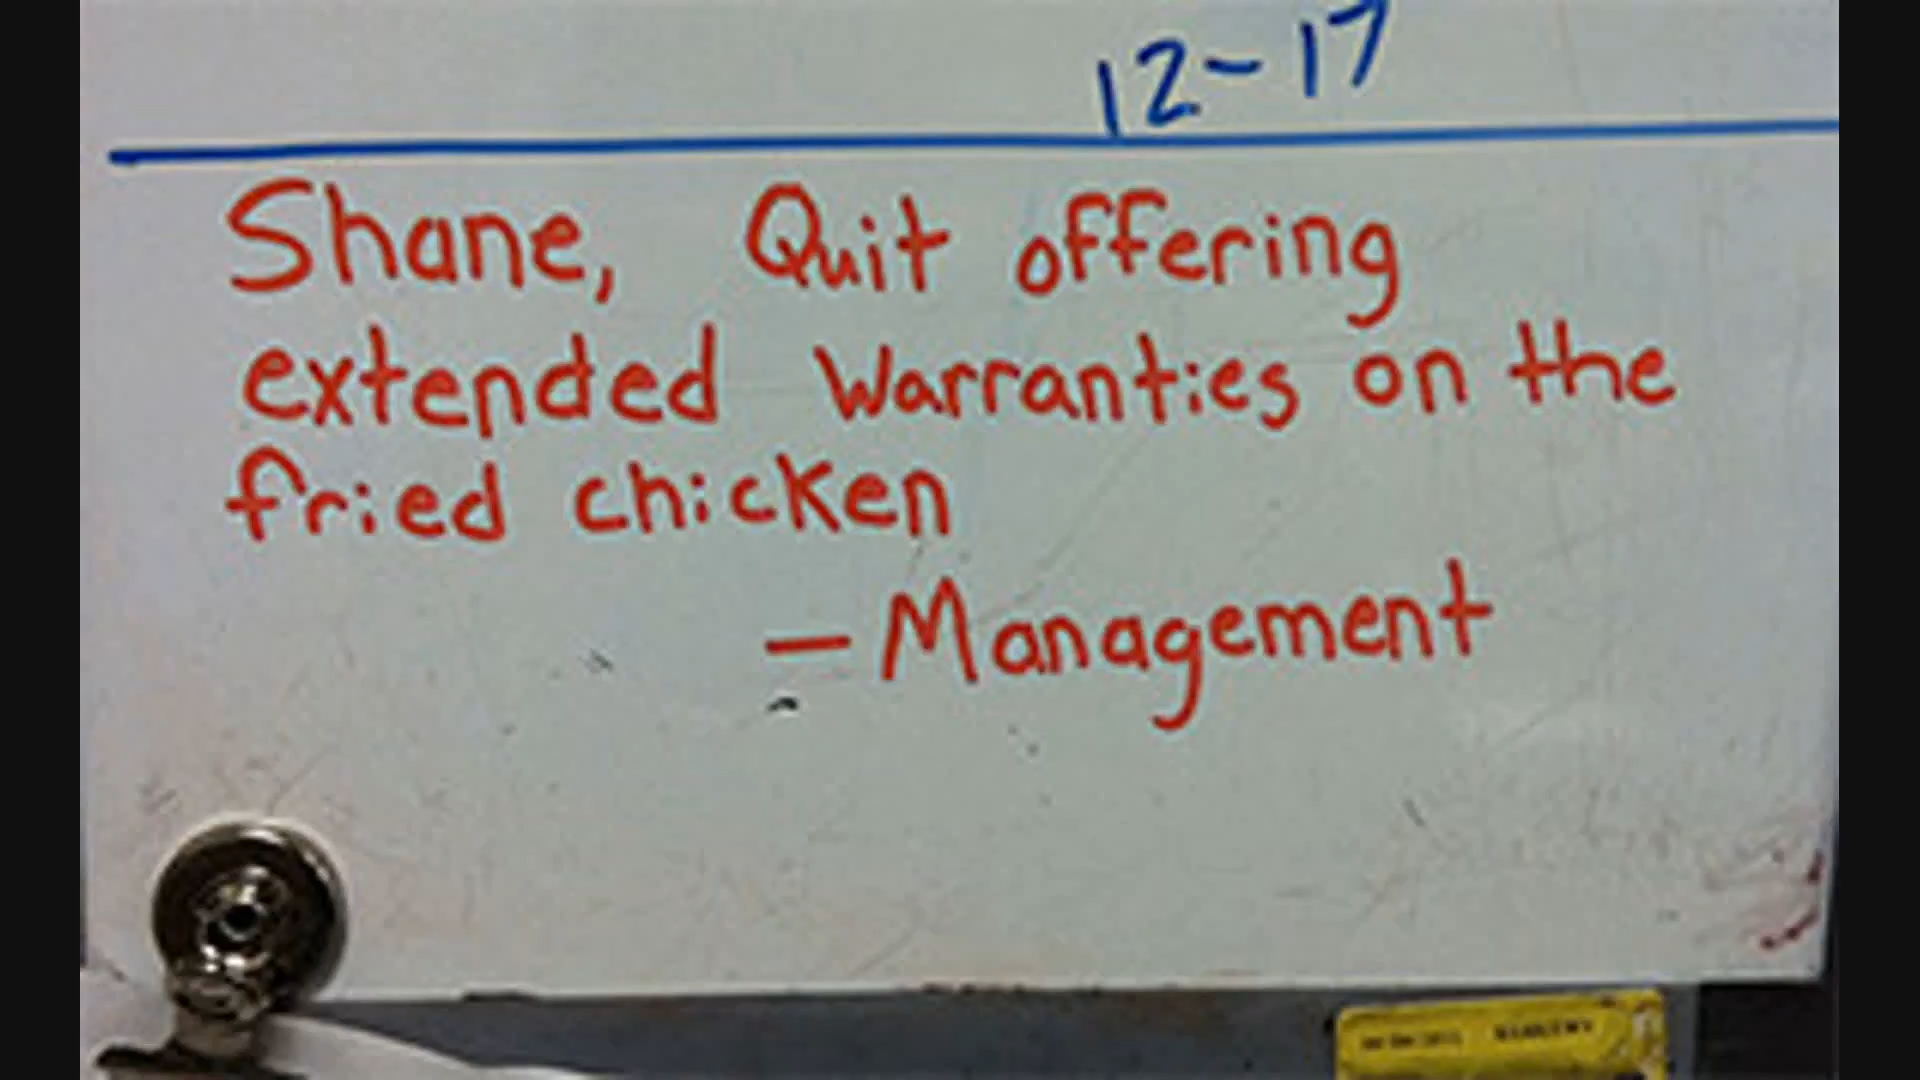 12-17
Shane, Quit offering
extended warranties on the
fried chicken
- Management